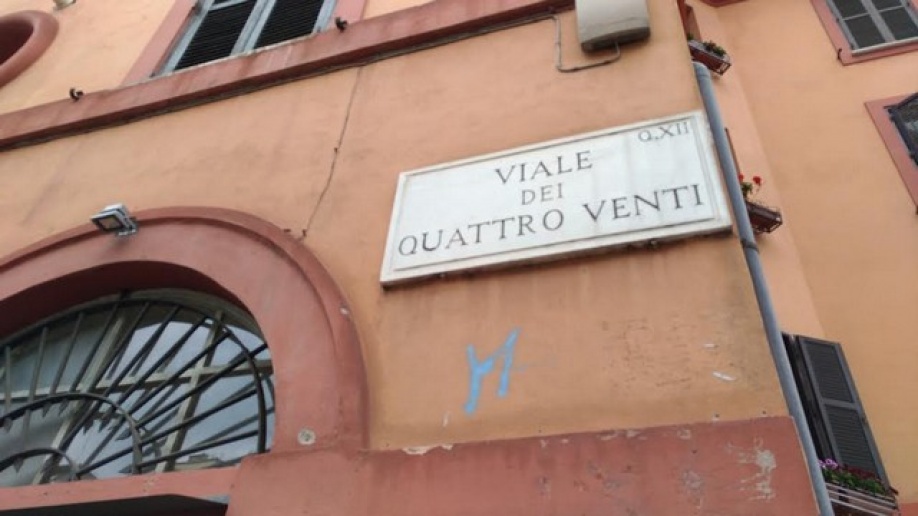 Q.XII
VIALE
DEI
QUATTRO VENTI